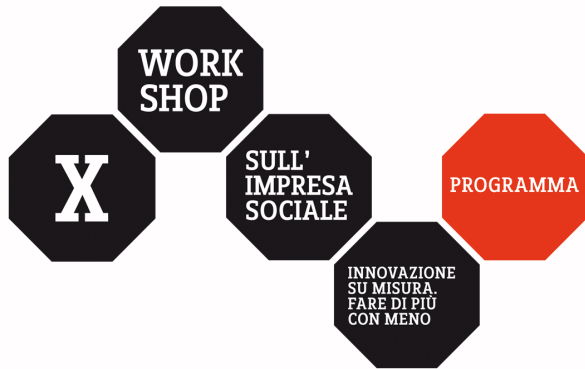 X
WORK
SHOP
SULL'
IMPRESA
SOCIALE
INNOVAZIONE
SU MISURA.
FARE DI PIÙ
CON MENO
PROGRAMMA